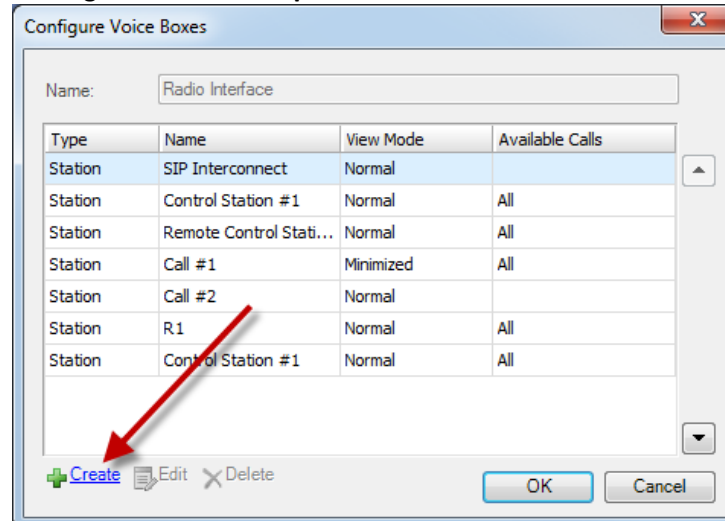 Configure Voice Boxes
Name: Radio Interface
Type Name View Mode Available Calls
Station SIP Interconnect Normal
Station Control Station #1 Normal All
Station Remote Control Stati... Normal All
Station Call #1 Minimized All
Station Call #2 Normal
Station R1 Normal All
Station Control Station #1 Normal All
Create Edit Delete OK Cancel